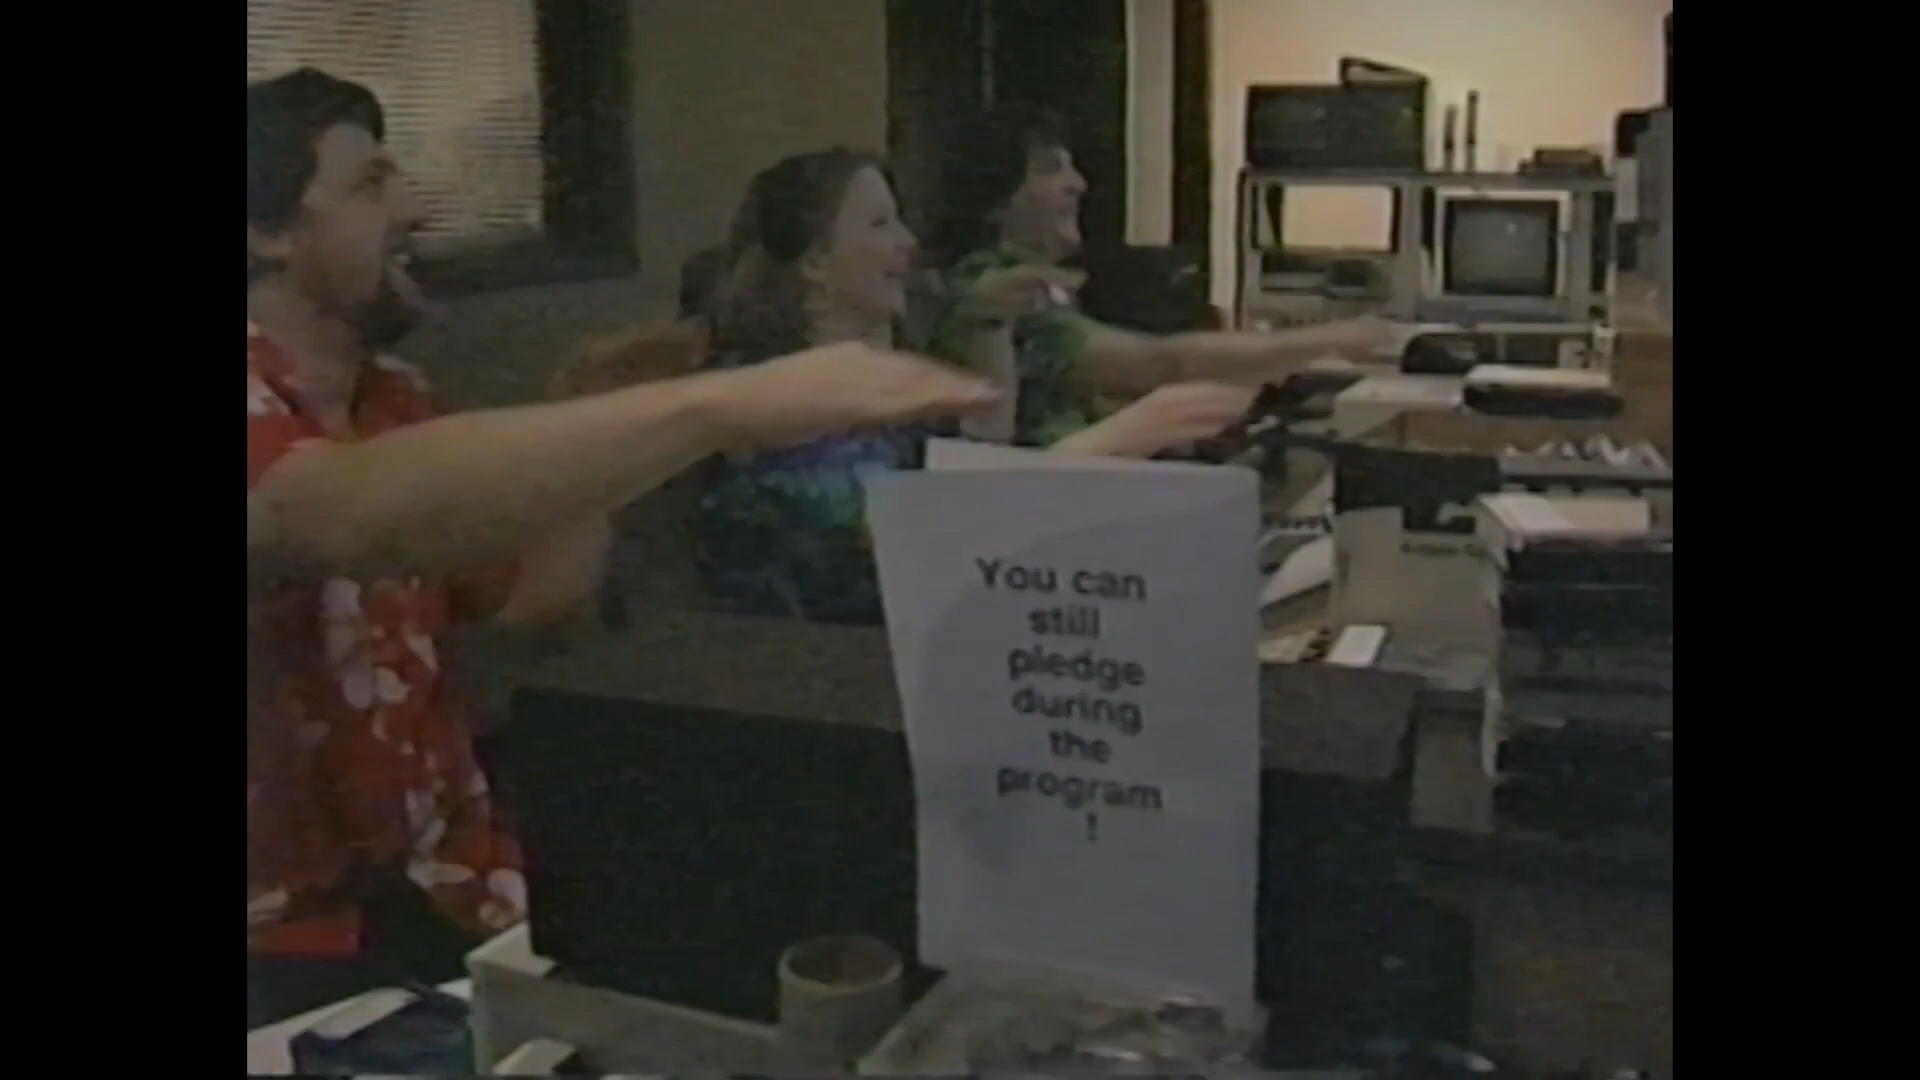 You can
still
pledge
during
the
program
!